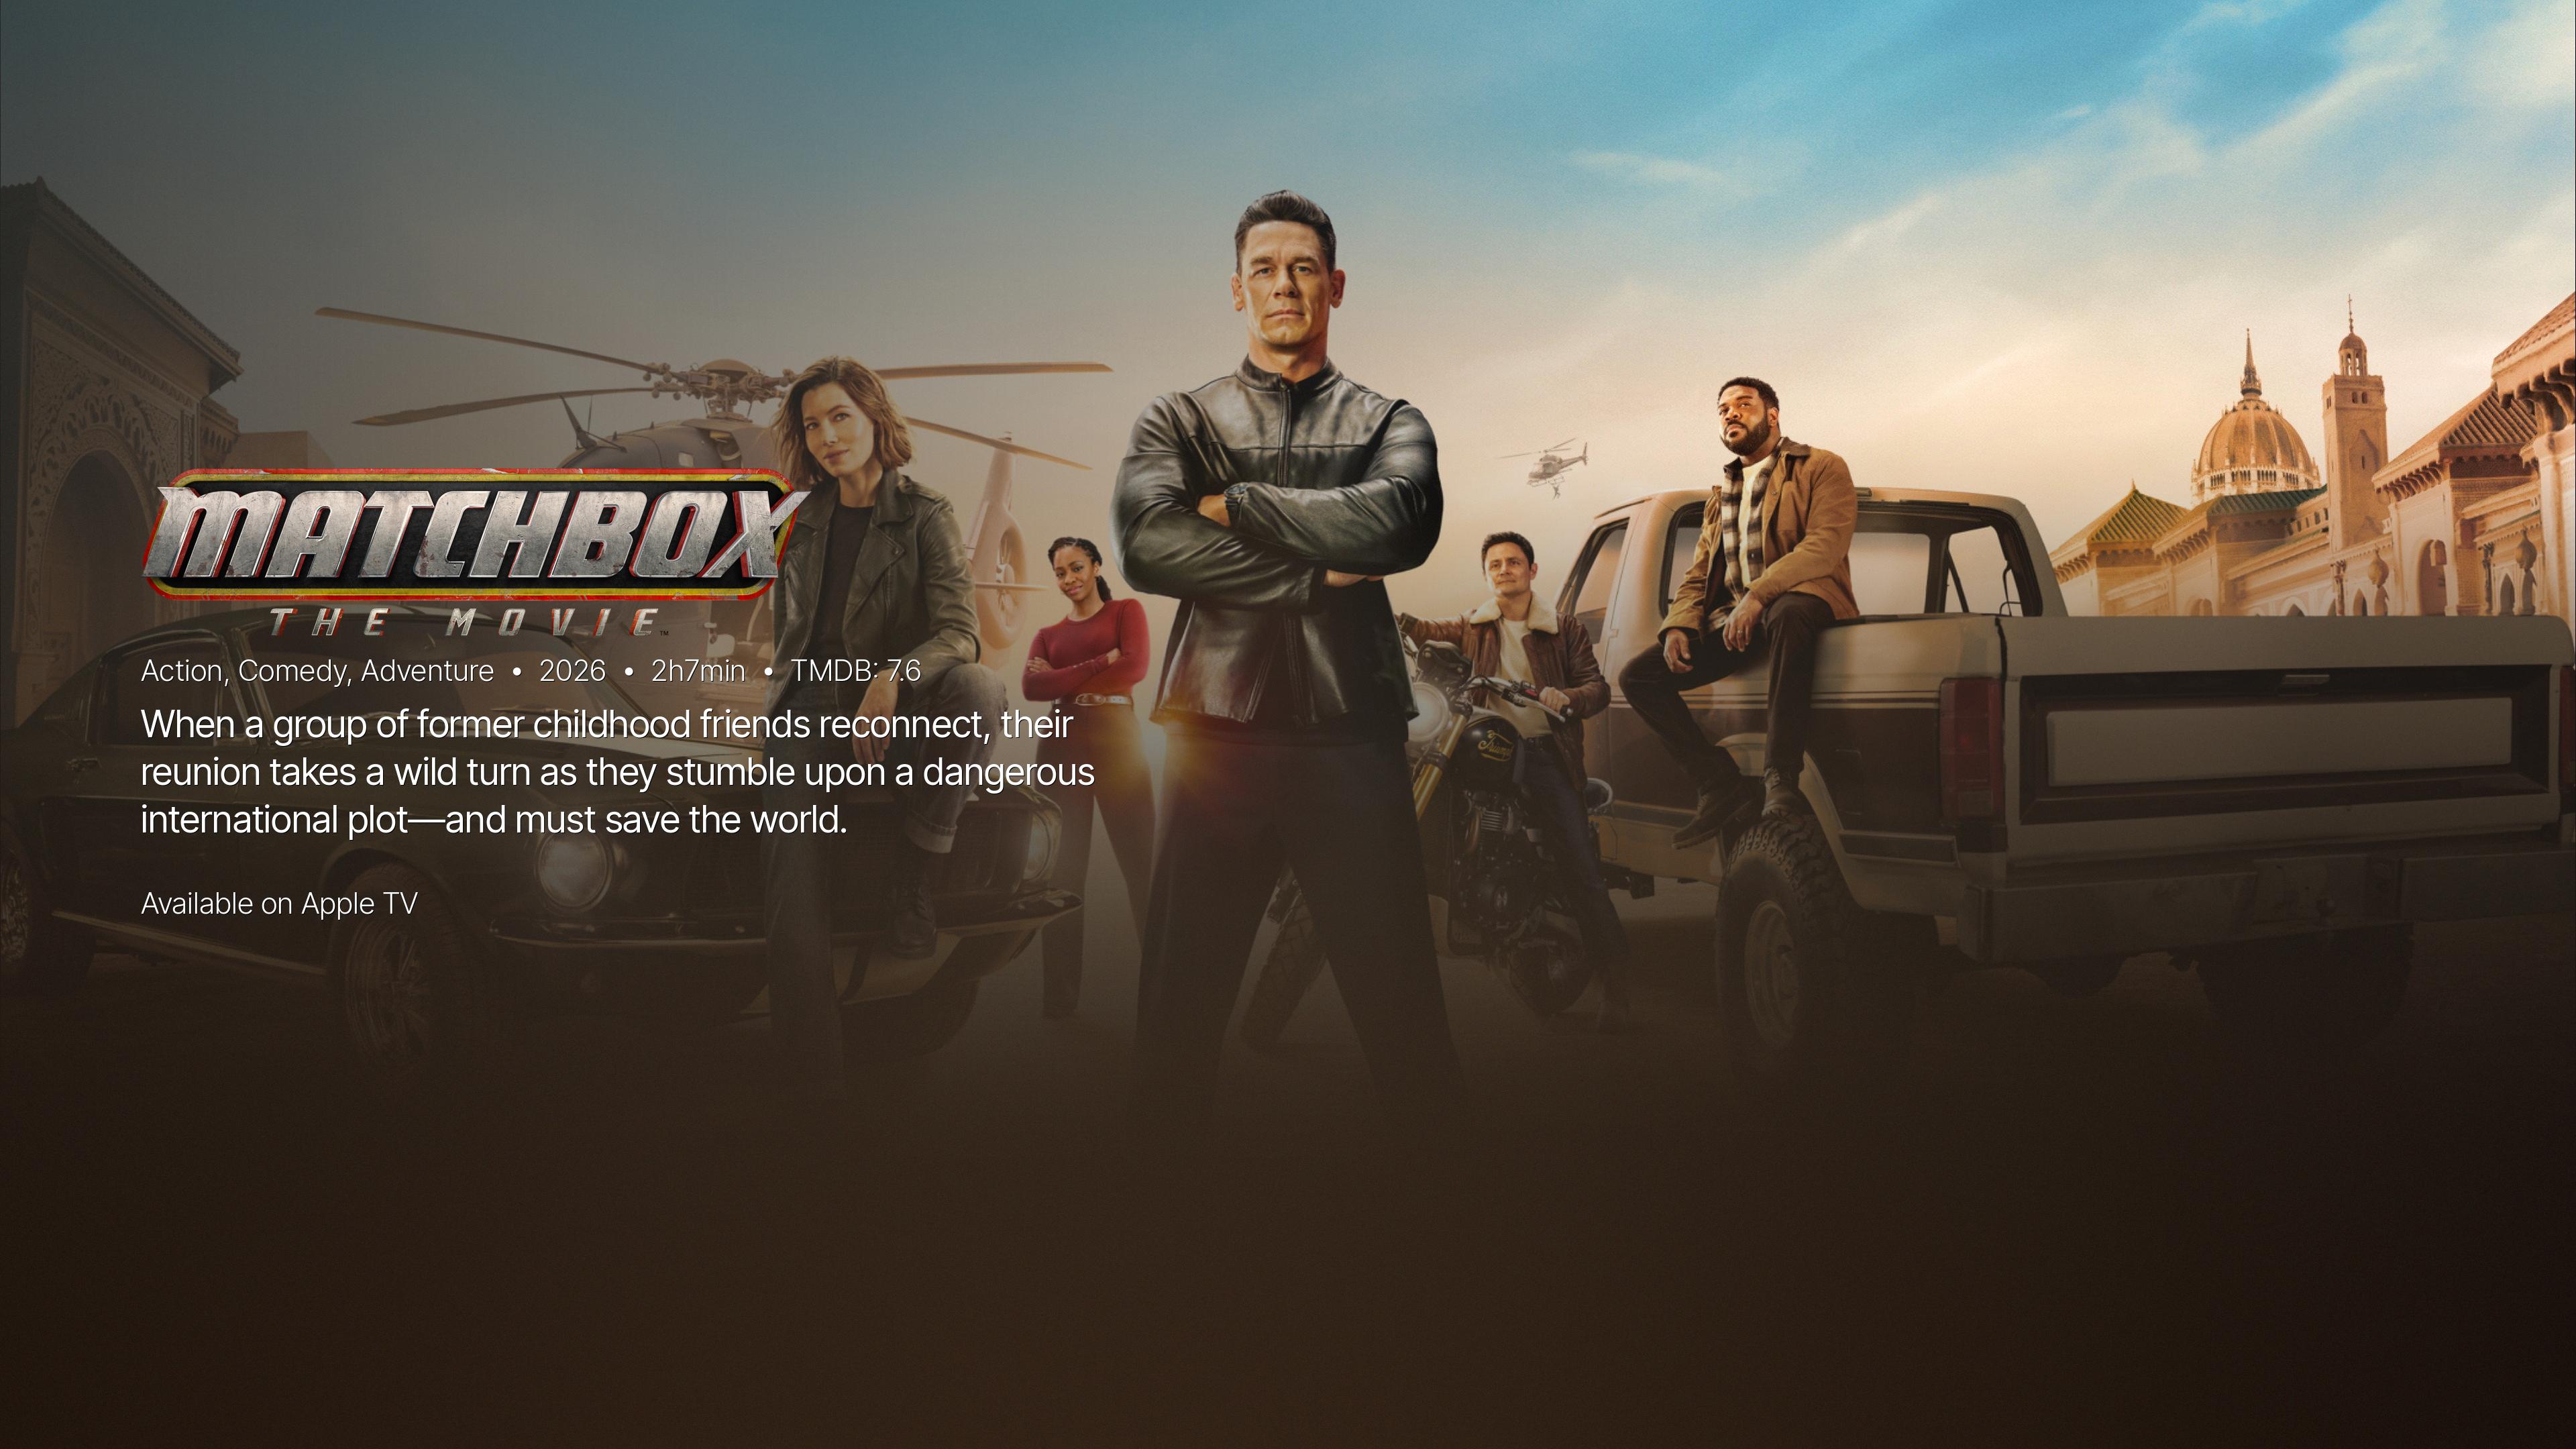 MATCHBOX
THE MOVIE™
Action, Comedy, Adventure • 2026 • 2h7min • TMDB: 7.6
When a group of former childhood friends reconnect, their
reunion takes a wild turn as they stumble upon a dangerous
international plot—and must save the world.
Available on Apple TV
Triumph